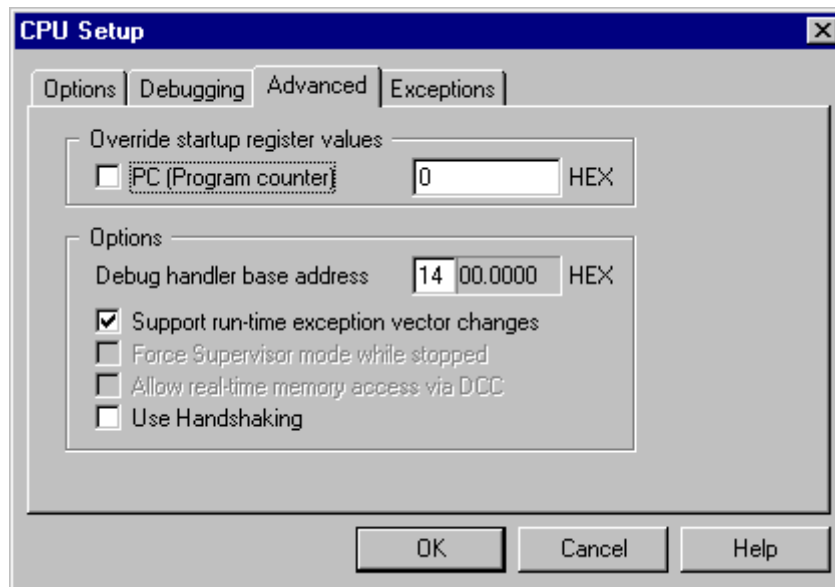 CPU Setup
Options Debugging Advanced Exceptions
Override startup register values
PC (Program counter) 0 HEX
Options
Debug handler base address 14 00.0000 HEX
Support run-time exception vector changes
Force Supervisor mode while stopped
Allow real-time memory access via DCC
Use Handshaking
OK Cancel Help